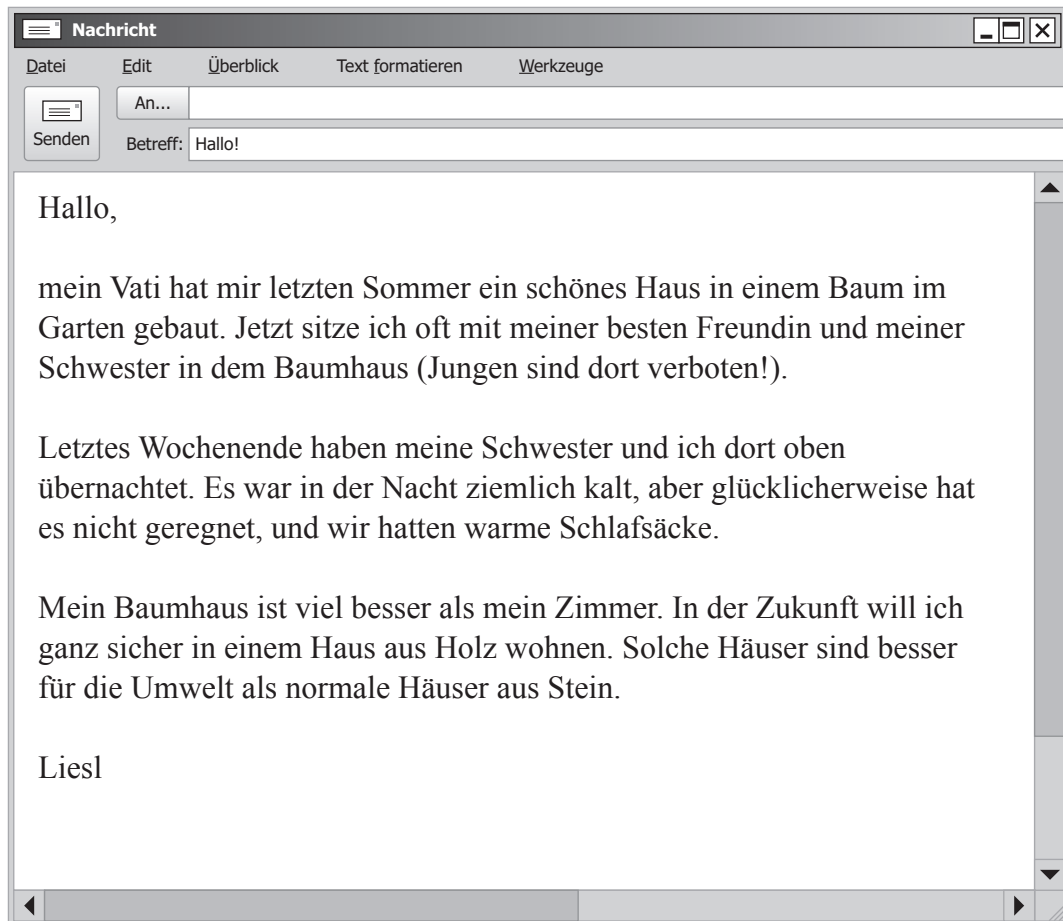 Nachricht
Datei Edit Überblick Text formatieren Werkzeuge
An...
Senden
Betreff: Hallo!
Hallo,
mein Vati hat mir letzten Sommer ein schönes Haus in einem Baum im
Garten gebaut. Jetzt sitze ich oft mit meiner besten Freundin und meiner
Schwester in dem Baumhaus (Jungen sind dort verboten!).
Letztes Wochenende haben meine Schwester und ich dort oben
übernachtet. Es war in der Nacht ziemlich kalt, aber glücklicherweise hat
es nicht geregnet, und wir hatten warme Schlafsäcke.
Mein Baumhaus ist viel besser als mein Zimmer. In der Zukunft will ich
ganz sicher in einem Haus aus Holz wohnen. Solche Häuser sind besser
für die Umwelt als normale Häuser aus Stein.
Liesl